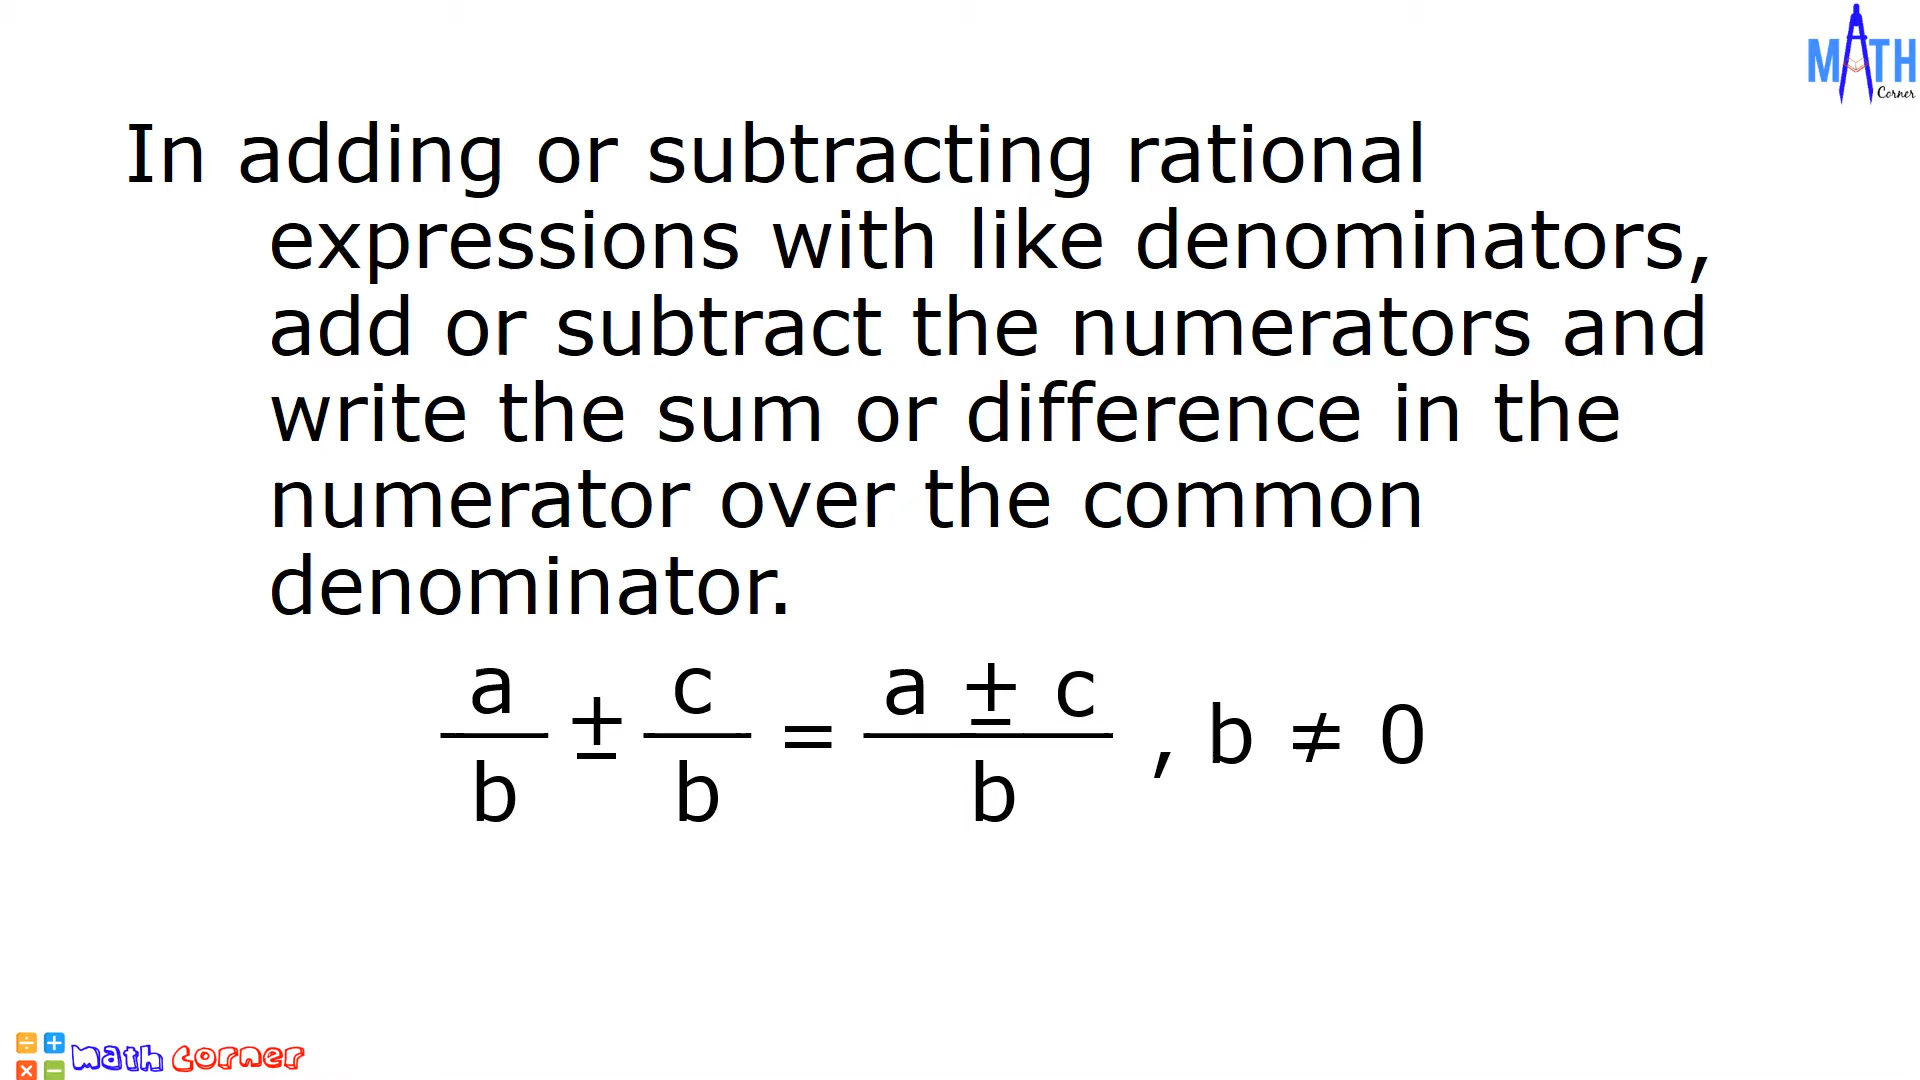 MATH
Corner
In adding or subtracting rational
expressions with like denominators,
add or subtract the numerators and
write the sum or difference in the
numerator over the common
denominator.
a/b ± c/b = a ± c/b , b ≠ 0
÷ + × − math corner